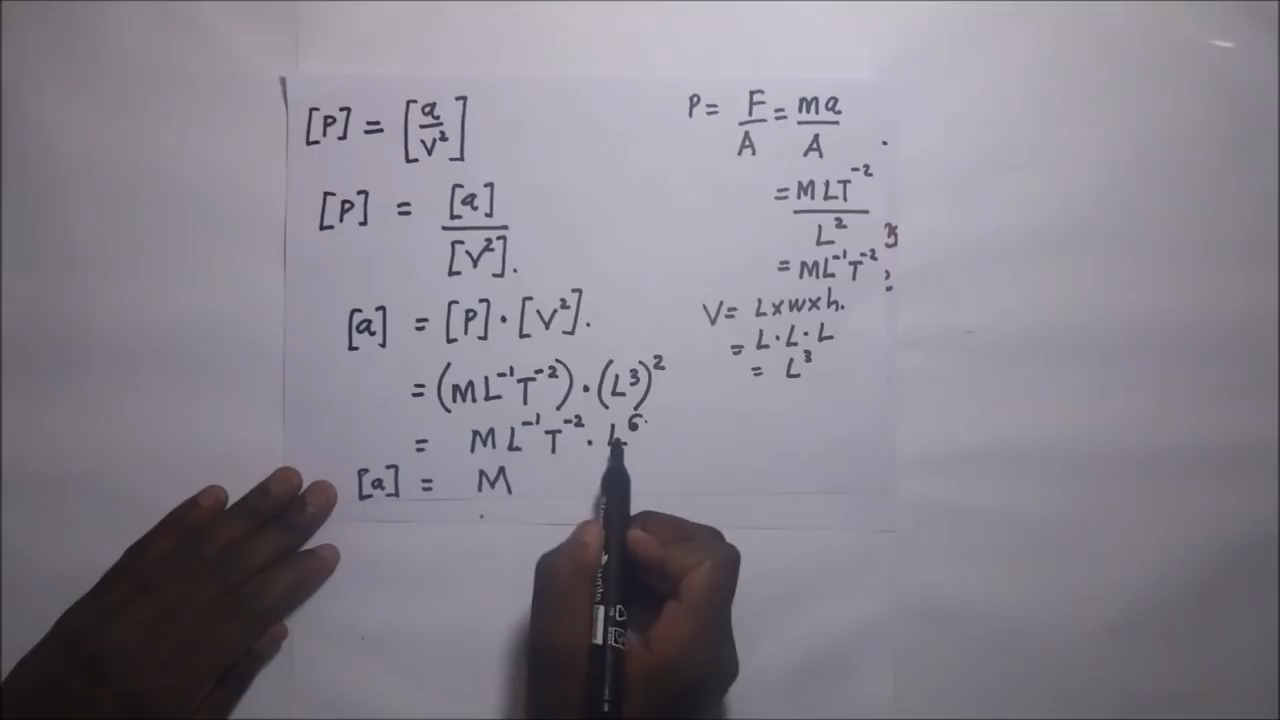 [P] = [a/V²]
[P] = [a]/[V²].
[a] = [P]·[V²].
= (ML⁻¹T⁻²)·(L³)²
= ML⁻¹T⁻²·L⁶
[a] = M
P = F/A = ma/A
= MLT⁻²/L²
= ML⁻¹T⁻²
V = L×w×h.
= L·L·L
= L³